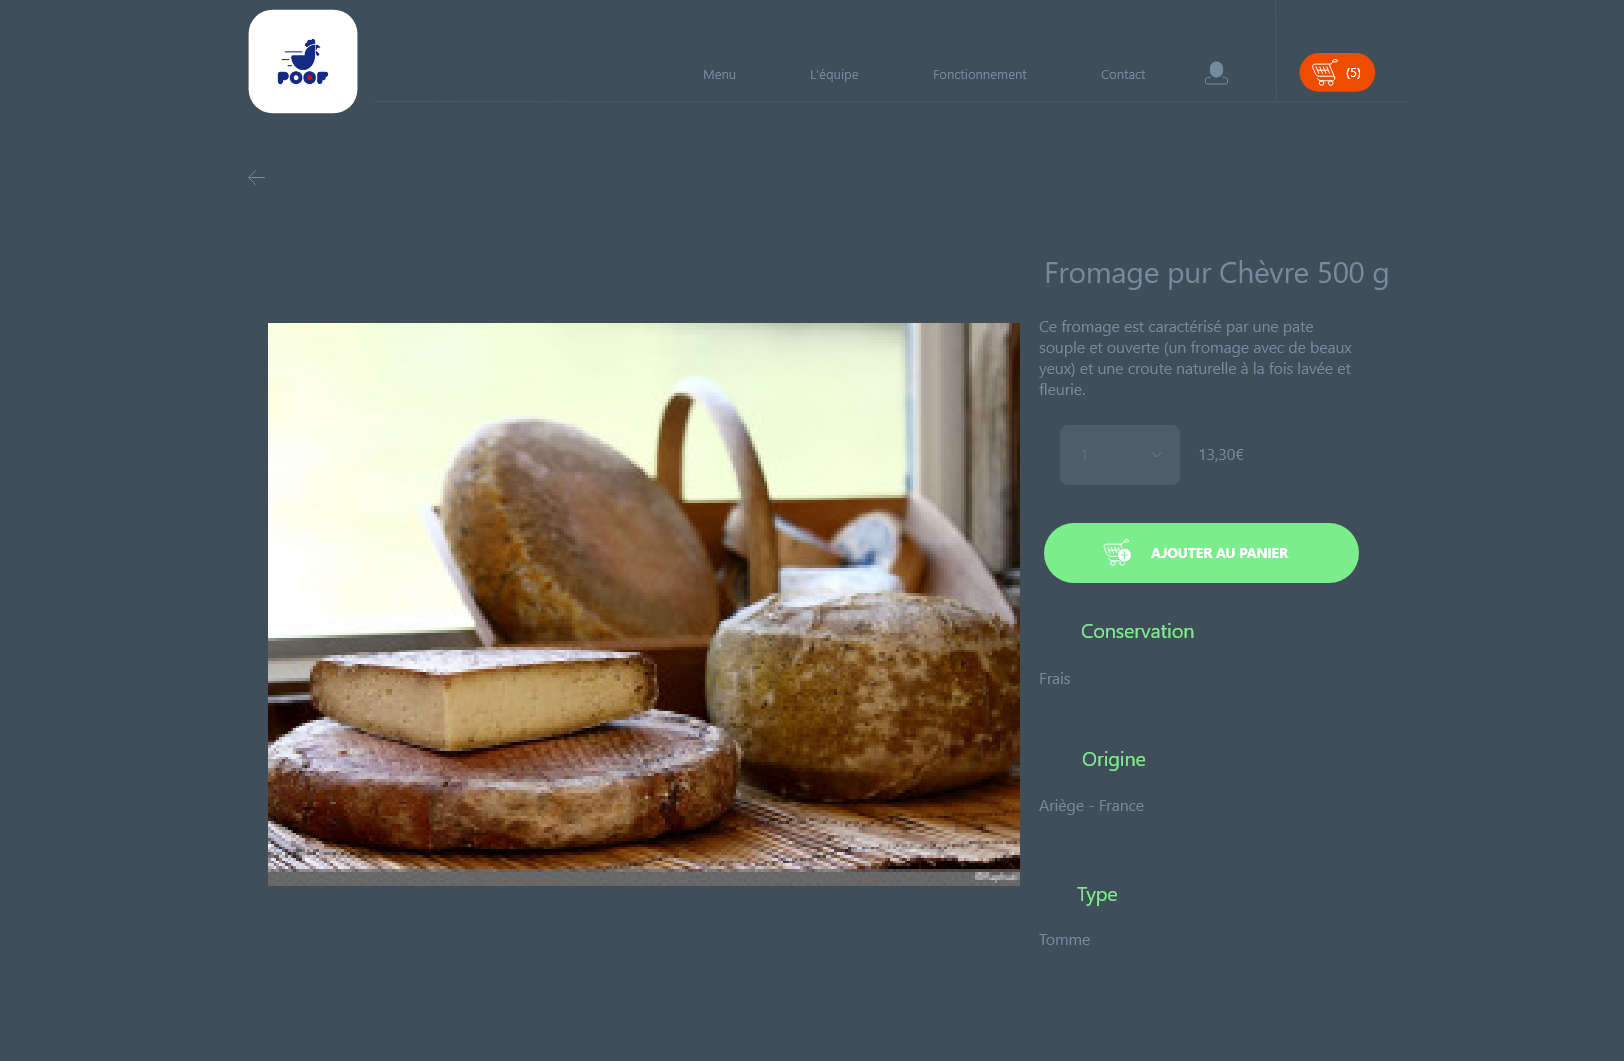 POOF
Menu
L'équipe
Fonctionnement
Contact
(5)
Fromage pur Chèvre 500 g
Ce fromage est caractérisé par une pate
souple et ouverte (un fromage avec de beaux
yeux) et une croute naturelle à la fois lavée et
fleurie.
1
13,30€
AJOUTER AU PANIER
Conservation
Frais
Origine
Ariège - France
Type
Tomme